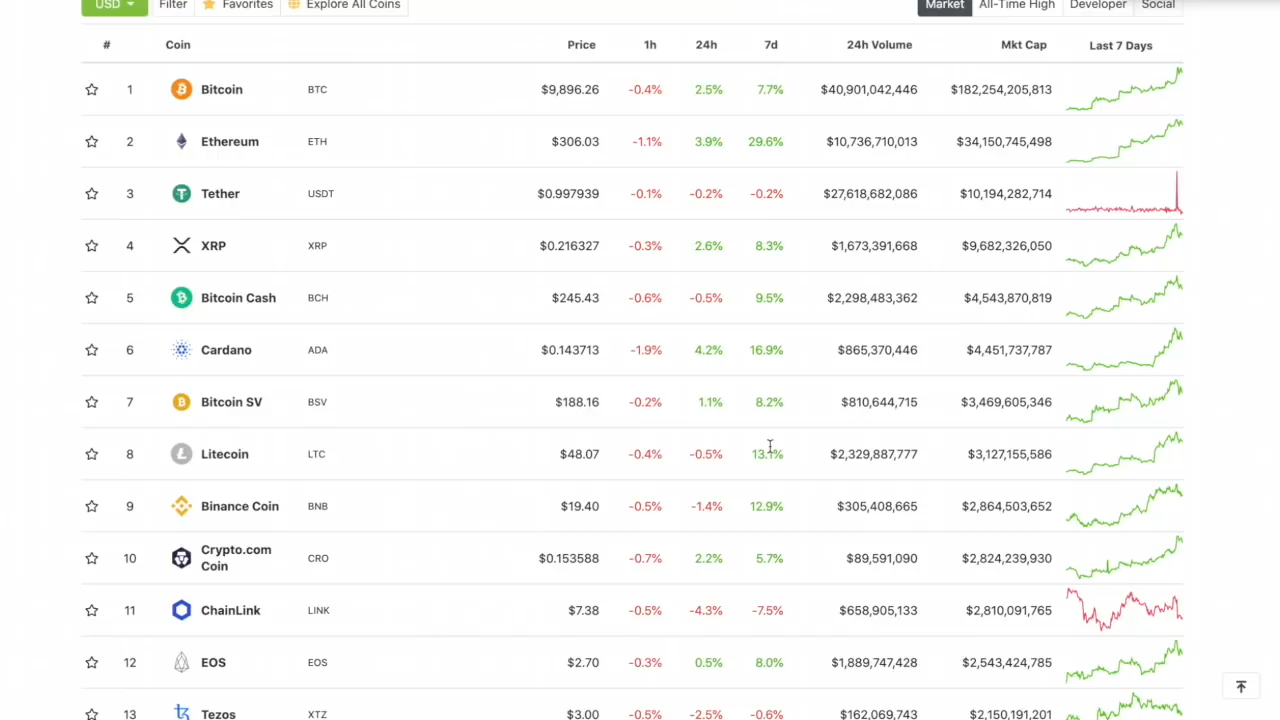 USD Filter Favorites Explore All Coins Market All-Time High Developer Social
# Coin Price 1h 24h 7d 24h Volume Mkt Cap Last 7 Days
1 Bitcoin BTC $9,896.26 -0.4% 2.5% 7.7% $40,901,042,446 $182,254,205,813
2 Ethereum ETH $306.03 -1.1% 3.9% 29.6% $10,736,710,013 $34,150,745,498
3 Tether USDT $0.997939 -0.1% -0.2% -0.2% $27,618,682,086 $10,194,282,714
4 XRP XRP $0.216327 -0.3% 2.6% 8.3% $1,673,391,668 $9,682,326,050
5 Bitcoin Cash BCH $245.43 -0.6% -0.5% 9.5% $2,298,483,362 $4,543,870,819
6 Cardano ADA $0.143713 -1.9% 4.2% 16.9% $865,370,446 $4,451,737,787
7 Bitcoin SV BSV $188.16 -0.2% 1.1% 8.2% $810,644,715 $3,469,605,346
8 Litecoin LTC $48.07 -0.4% -0.5% 13.1% $2,329,887,777 $3,127,155,586
9 Binance Coin BNB $19.40 -0.5% -1.4% 12.9% $305,408,665 $2,864,503,652
10 Crypto.com
Coin CRO $0.153588 -0.7% 2.2% 5.7% $89,591,090 $2,824,239,930
11 ChainLink LINK $7.38 -0.5% -4.3% -7.5% $658,905,133 $2,810,091,765
12 EOS EOS $2.70 -0.3% 0.5% 8.0% $1,889,747,428 $2,543,424,785
13 Tezos XTZ $3.00 -0.5% -2.5% -0.6% $162,069,743 $2,150,191,201